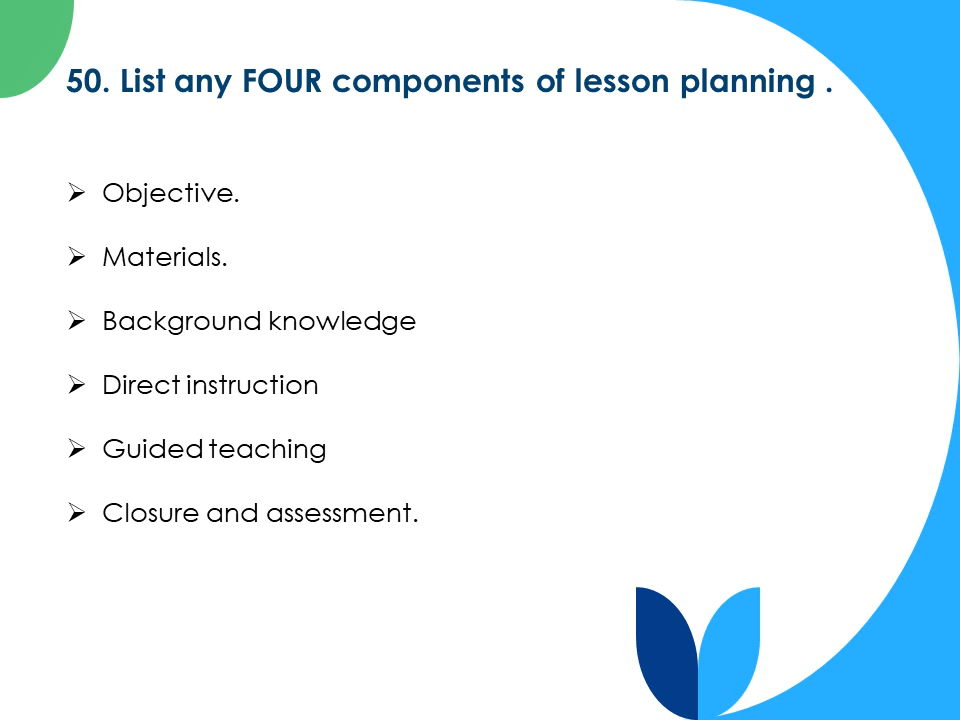 50. List any FOUR components of lesson planning .
➢ Objective.
➢ Materials.
➢ Background knowledge
➢ Direct instruction
➢ Guided teaching
➢ Closure and assessment.